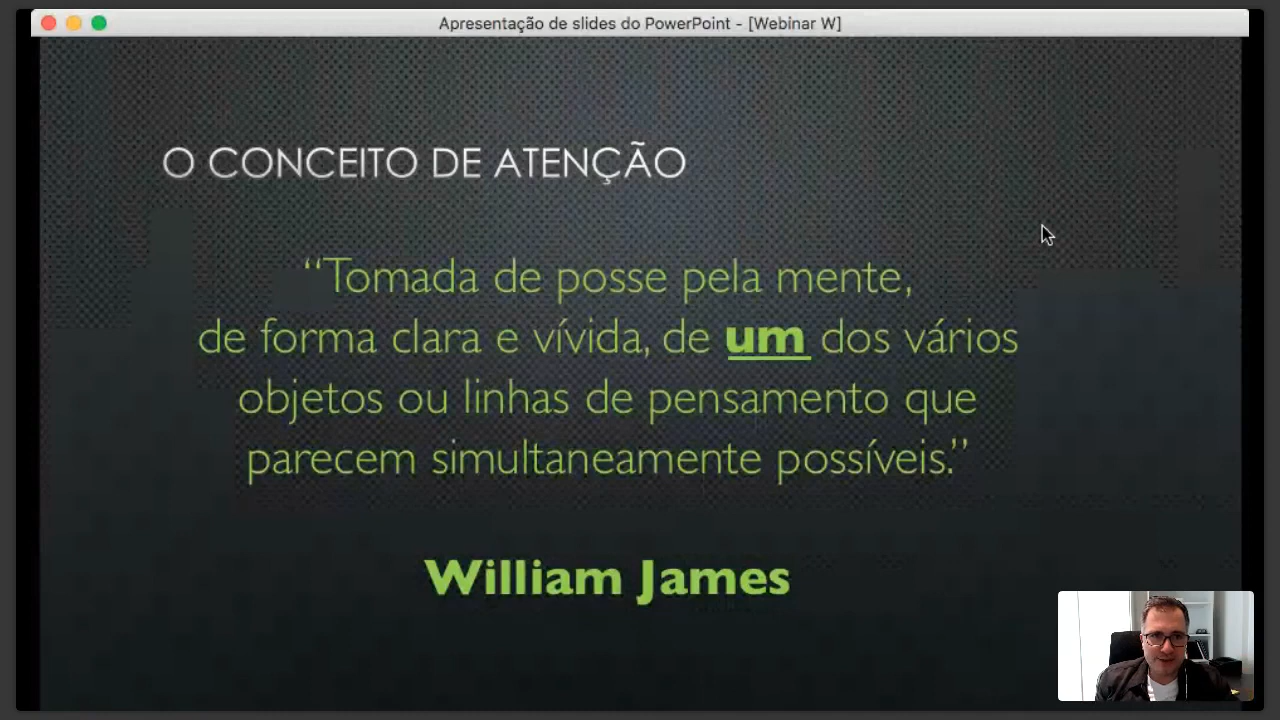 Apresentação de slides do PowerPoint - [Webinar W]
O CONCEITO DE ATENÇÃO
“Tomada de posse pela mente,
de forma clara e vívida, de um dos vários
objetos ou linhas de pensamento que
parecem simultaneamente possíveis.”
William James